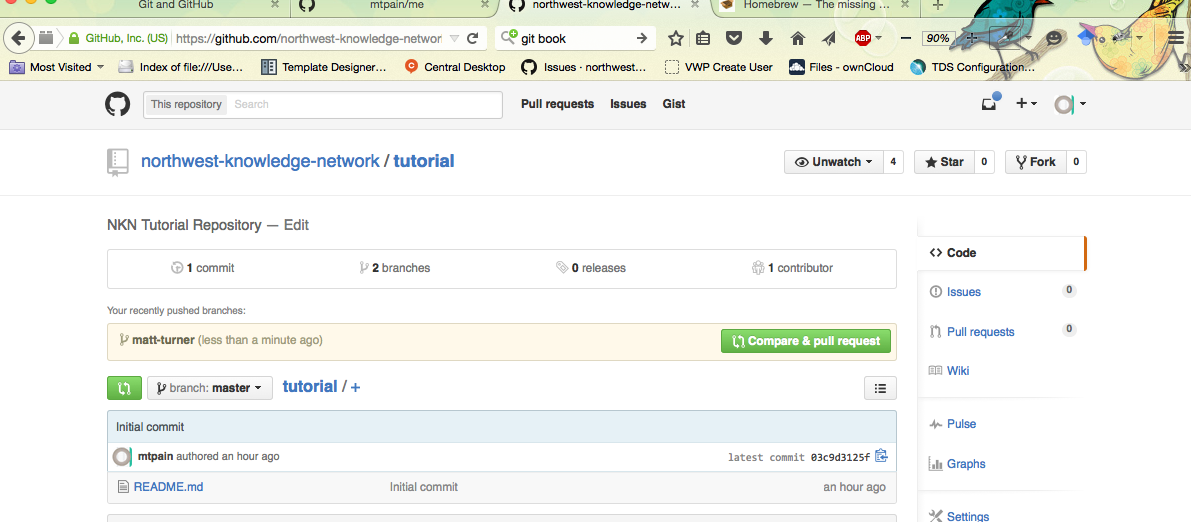 Git and GitHub × mtpain/me × northwest-knowledge-netw... × Homebrew — The missing ... × +
GitHub, Inc. (US) https://github.com/northwest-knowledge-networ git book ABP 90% +
Most Visited Index of file:///Use... Template Designer... Central Desktop Issues · northwest... VWP Create User Files - ownCloud TDS Configuration... »
This repository Search Pull requests Issues Gist +
northwest-knowledge-network / tutorial Unwatch 4 Star 0 Fork 0
NKN Tutorial Repository — Edit
<> Code
1 commit 2 branches 0 releases 1 contributor
Issues 0
Your recently pushed branches:
matt-turner (less than a minute ago) Compare & pull request
Pull requests 0
Wiki
branch: master tutorial / +
Initial commit
Pulse
mtpain authored an hour ago latest commit 03c9d3125f
Graphs
README.md Initial commit an hour ago
Settings